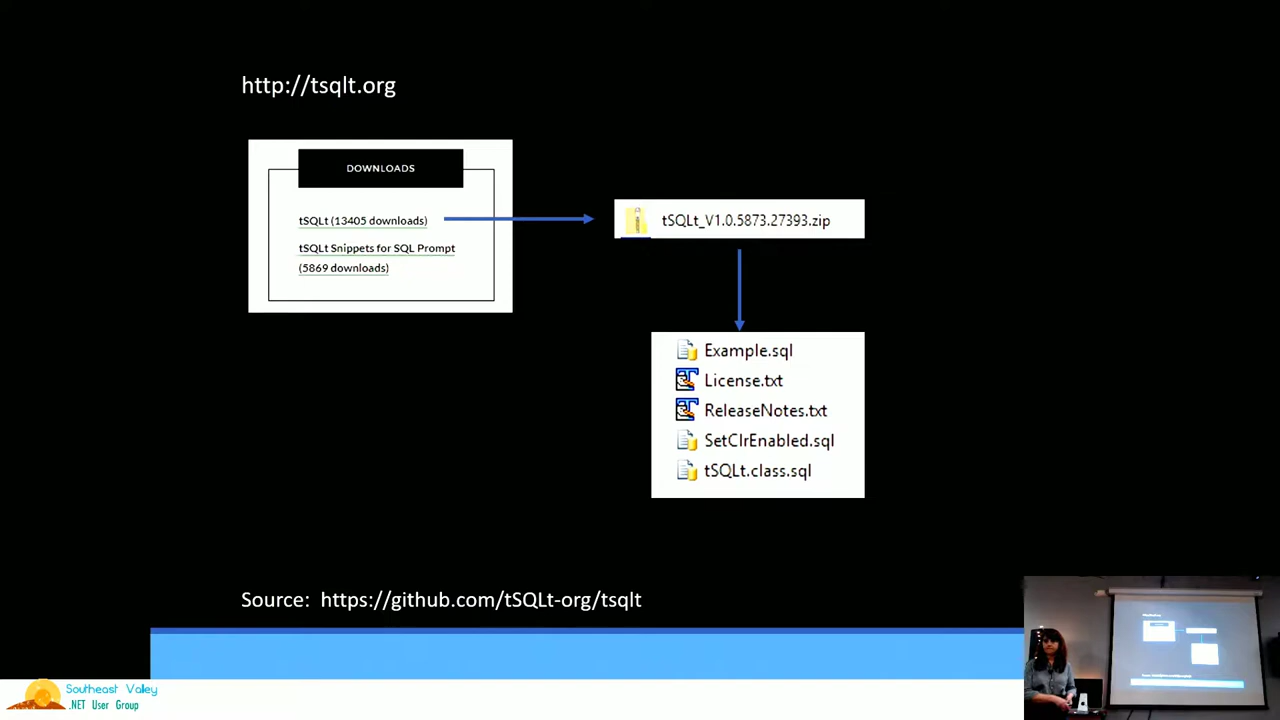 http://tsqlt.org
DOWNLOADS
tSQLt (13405 downloads)
tSQLt Snippets for SQL Prompt
(5869 downloads)
tSQLt_V1.0.5873.27393.zip
Example.sql
License.txt
ReleaseNotes.txt
SetClrEnabled.sql
tSQLt.class.sql
Source: https://github.com/tSQLt-org/tsqlt
Southeast Valley
.NET User Group